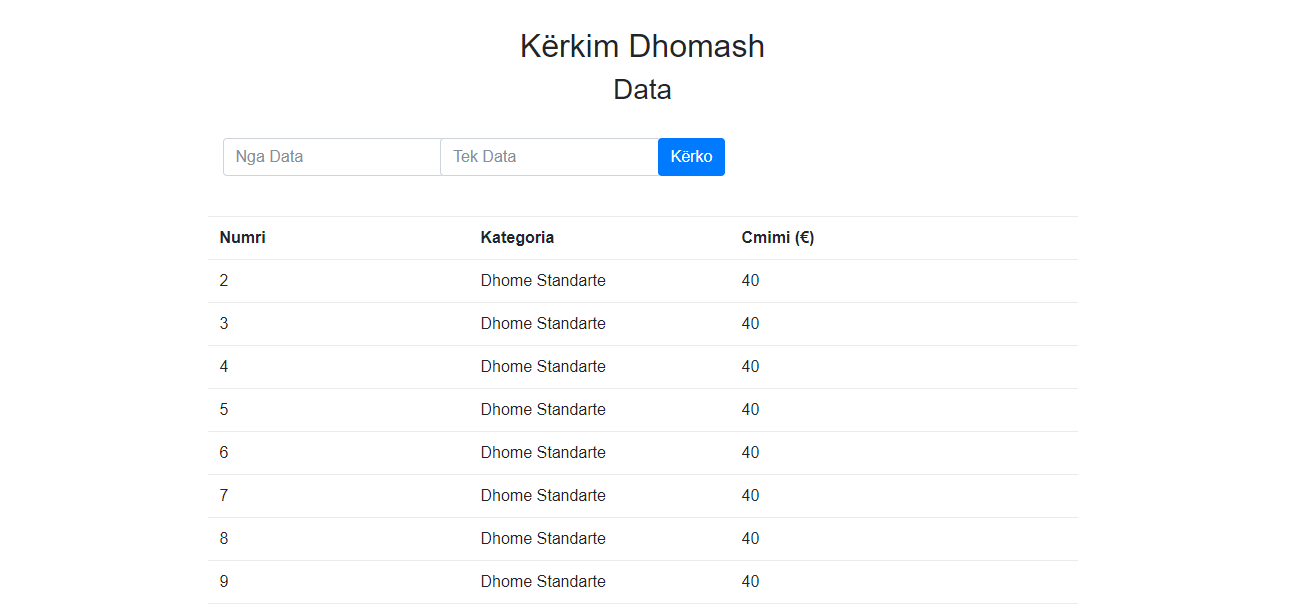 Kërkim Dhomash
Data
Nga Data Tek Data Kërko
Numri Kategoria Cmimi (€)
2 Dhome Standarte 40
3 Dhome Standarte 40
4 Dhome Standarte 40
5 Dhome Standarte 40
6 Dhome Standarte 40
7 Dhome Standarte 40
8 Dhome Standarte 40
9 Dhome Standarte 40